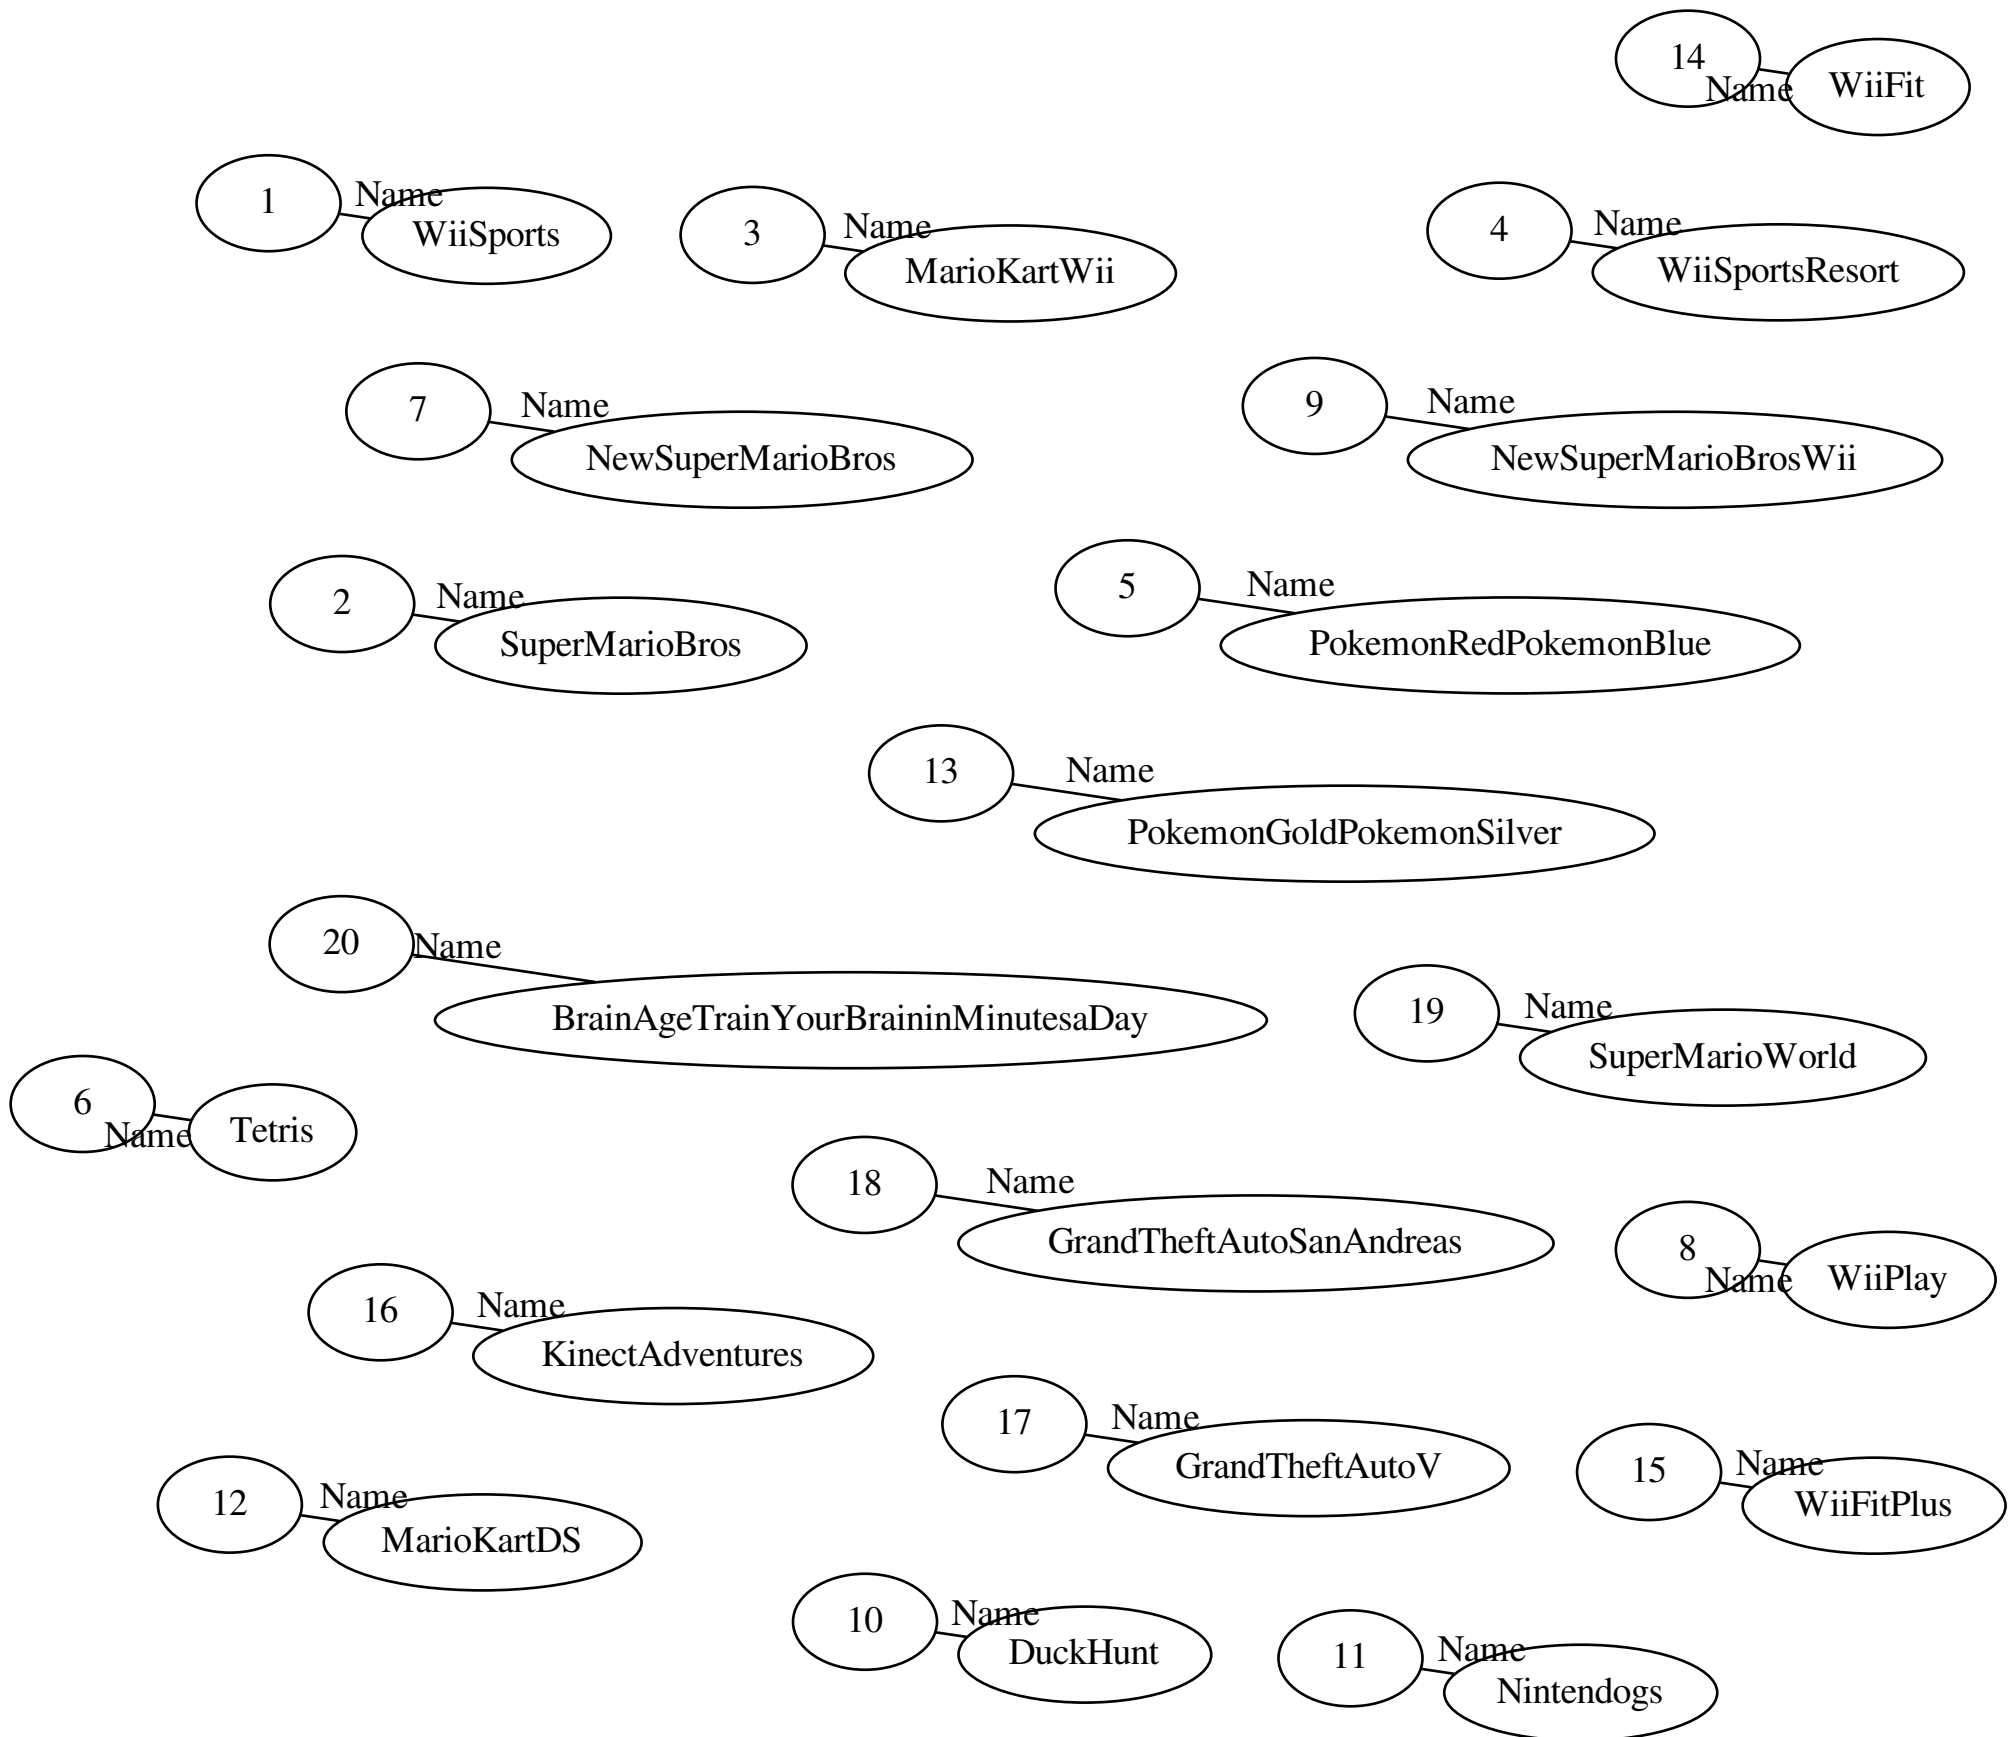 14
Name
WiiFit
1
Name
WiiSports
3
Name
MarioKartWii
4
Name
WiiSportsResort
7
Name
NewSuperMarioBros
9
Name
NewSuperMarioBrosWii
2
Name
SuperMarioBros
5
Name
PokemonRedPokemonBlue
13
Name
PokemonGoldPokemonSilver
20
Name
BrainAgeTrainYourBraininMinutesaDay
19
Name
SuperMarioWorld
6
Name
Tetris
18
Name
GrandTheftAutoSanAndreas
8
Name
WiiPlay
16
Name
KinectAdventures
17
Name
GrandTheftAutoV
15
Name
WiiFitPlus
12
Name
MarioKartDS
10
Name
DuckHunt
11
Name
Nintendogs